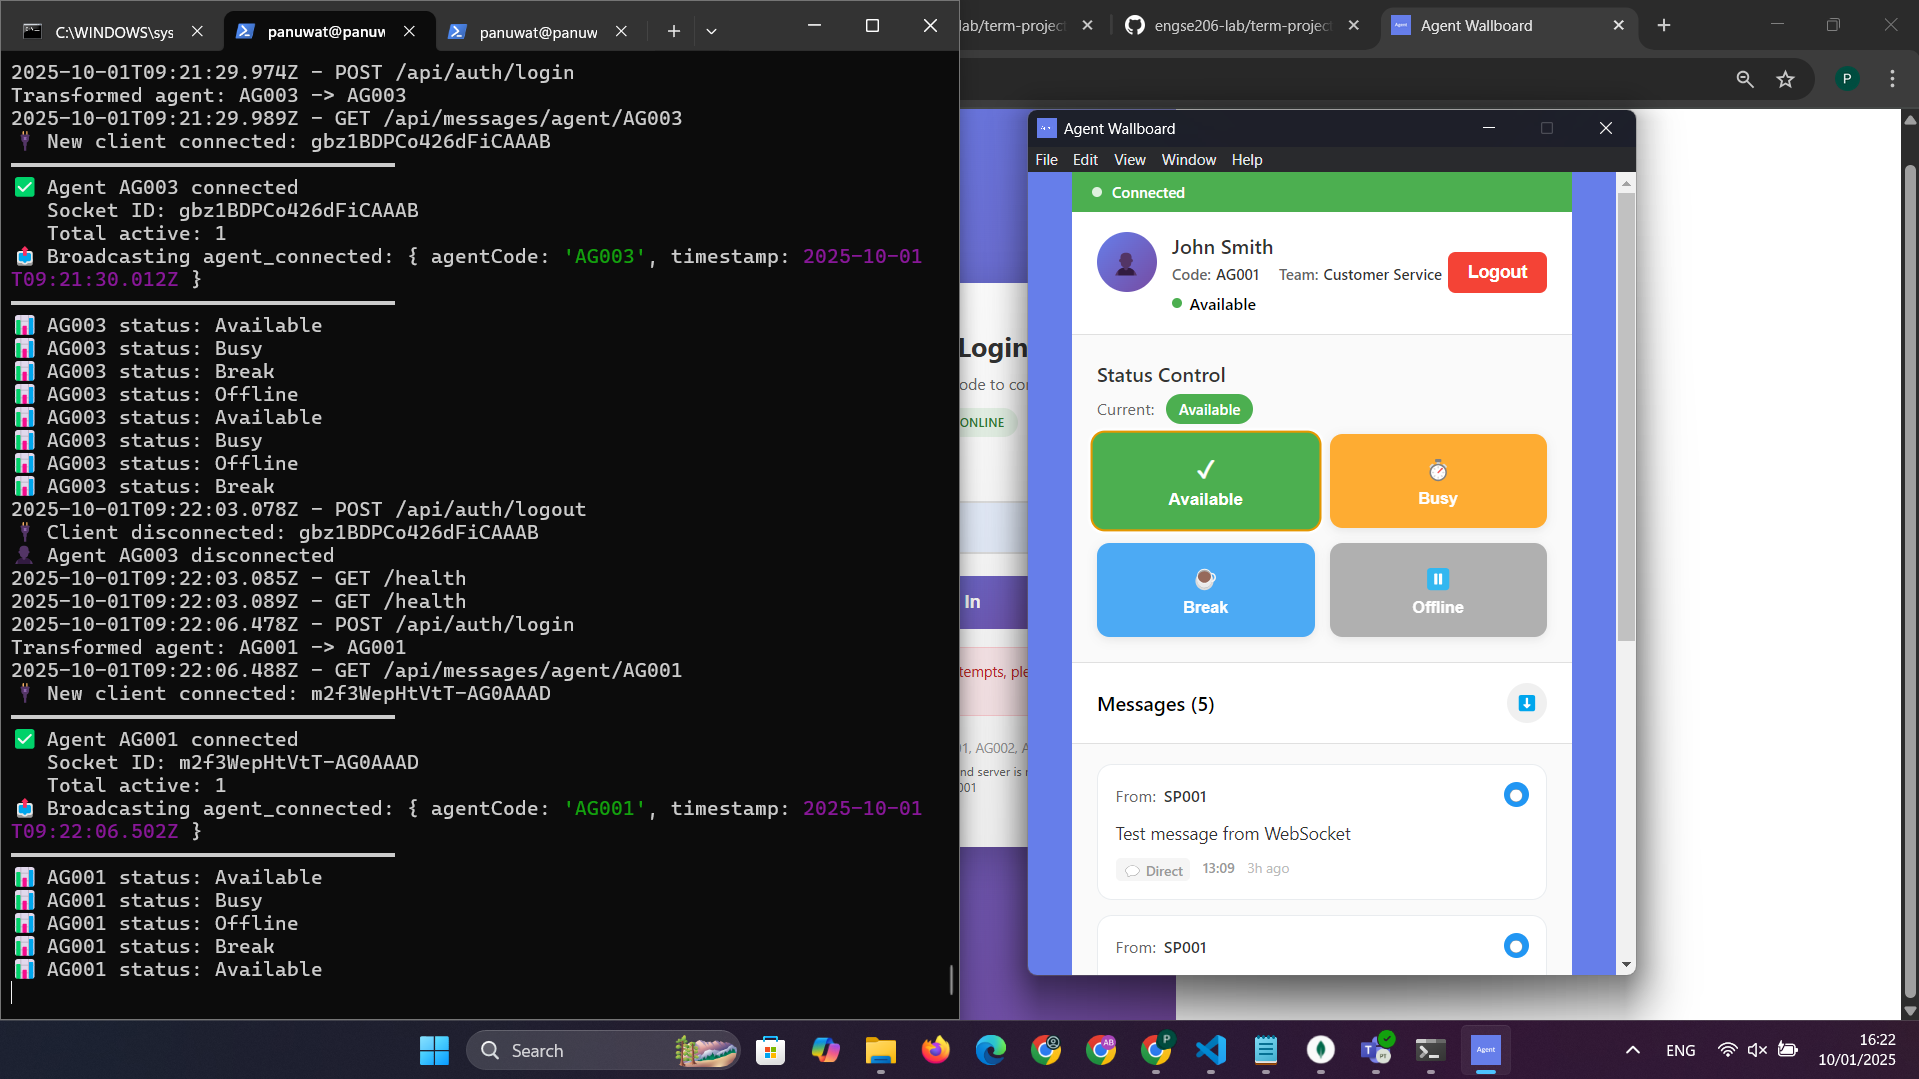 C:\WINDOWS\sys
panuwat@panuw
panuwat@panuw
lab/term-project
engse206-lab/term-project
Agent Wallboard
P
2025-10-01T09:21:29.974Z - POST /api/auth/login
Transformed agent: AG003 -> AG003
2025-10-01T09:21:29.989Z - GET /api/messages/agent/AG003
New client connected: gbz1BDPCo426dFiCAAAB
Agent AG003 connected
Socket ID: gbz1BDPCo426dFiCAAAB
Total active: 1
Broadcasting agent_connected: { agentCode: 'AG003', timestamp: 2025-10-01
T09:21:30.012Z }
AG003 status: Available
AG003 status: Busy
AG003 status: Break
AG003 status: Offline
AG003 status: Available
AG003 status: Busy
AG003 status: Offline
AG003 status: Break
2025-10-01T09:22:03.078Z - POST /api/auth/logout
Client disconnected: gbz1BDPCo426dFiCAAAB
Agent AG003 disconnected
2025-10-01T09:22:03.085Z - GET /health
2025-10-01T09:22:03.089Z - GET /health
2025-10-01T09:22:06.478Z - POST /api/auth/login
Transformed agent: AG001 -> AG001
2025-10-01T09:22:06.488Z - GET /api/messages/agent/AG001
New client connected: m2f3WepHtVtT-AG0AAAD
Agent AG001 connected
Socket ID: m2f3WepHtVtT-AG0AAAD
Total active: 1
Broadcasting agent_connected: { agentCode: 'AG001', timestamp: 2025-10-01
T09:22:06.502Z }
AG001 status: Available
AG001 status: Busy
AG001 status: Offline
AG001 status: Break
AG001 status: Available
Login
ode to co
ONLINE
In
tempts, ple
1, AG002, A
nd server is
001
Agent Wallboard
File Edit View Window Help
Connected
John Smith
Code: AG001 Team: Customer Service
Logout
Available
Status Control
Current: Available
Available
Busy
Break
Offline
Messages (5)
From: SP001
Test message from WebSocket
Direct 13:09 3h ago
From: SP001
Search
Agent
ENG
16:22
10/01/2025